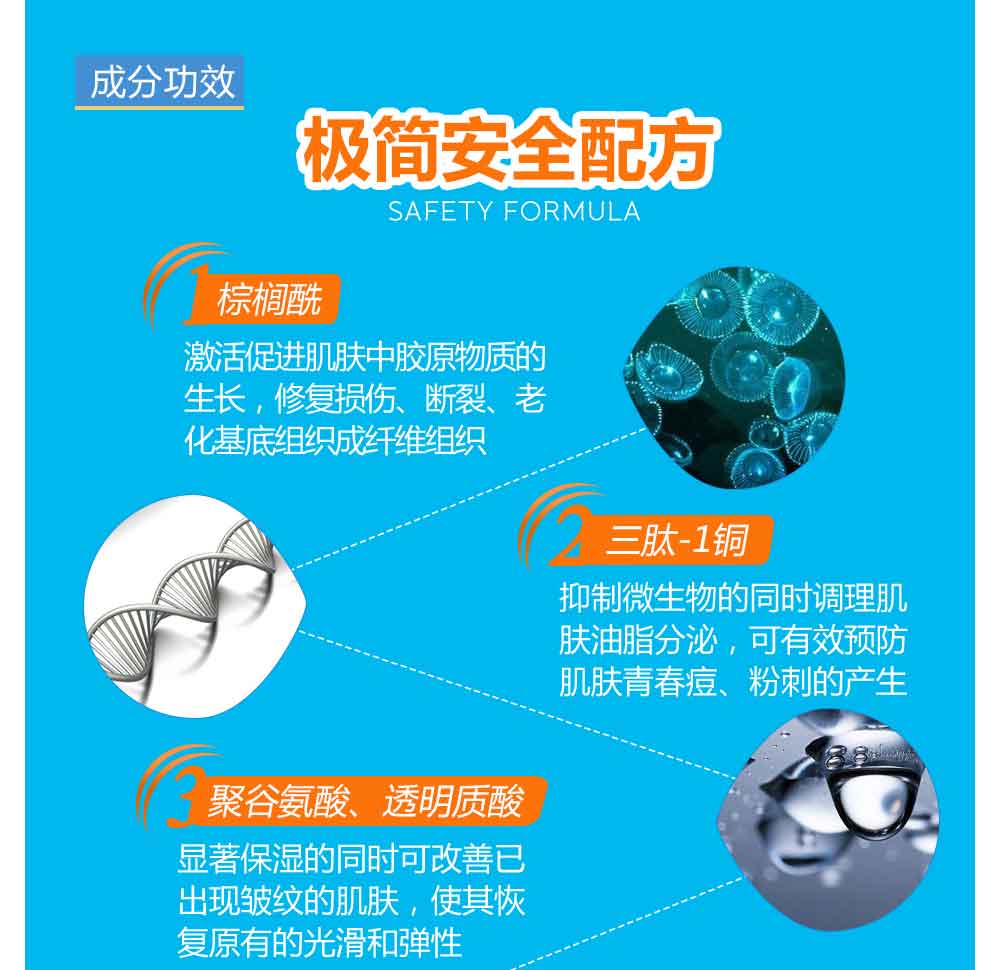 成分功效
极简安全配方
SAFETY FORMULA
1 棕榈酰
激活促进肌肤中胶原物质的
生长，修复损伤、断裂、老
化基底组织成纤维组织
2 三肽-1铜
抑制微生物的同时调理肌
肤油脂分泌，可有效预防
肌肤青春痘、粉刺的产生
3 聚谷氨酸、透明质酸
显著保湿的同时可改善已
出现皱纹的肌肤，使其恢
复原有的光滑和弹性